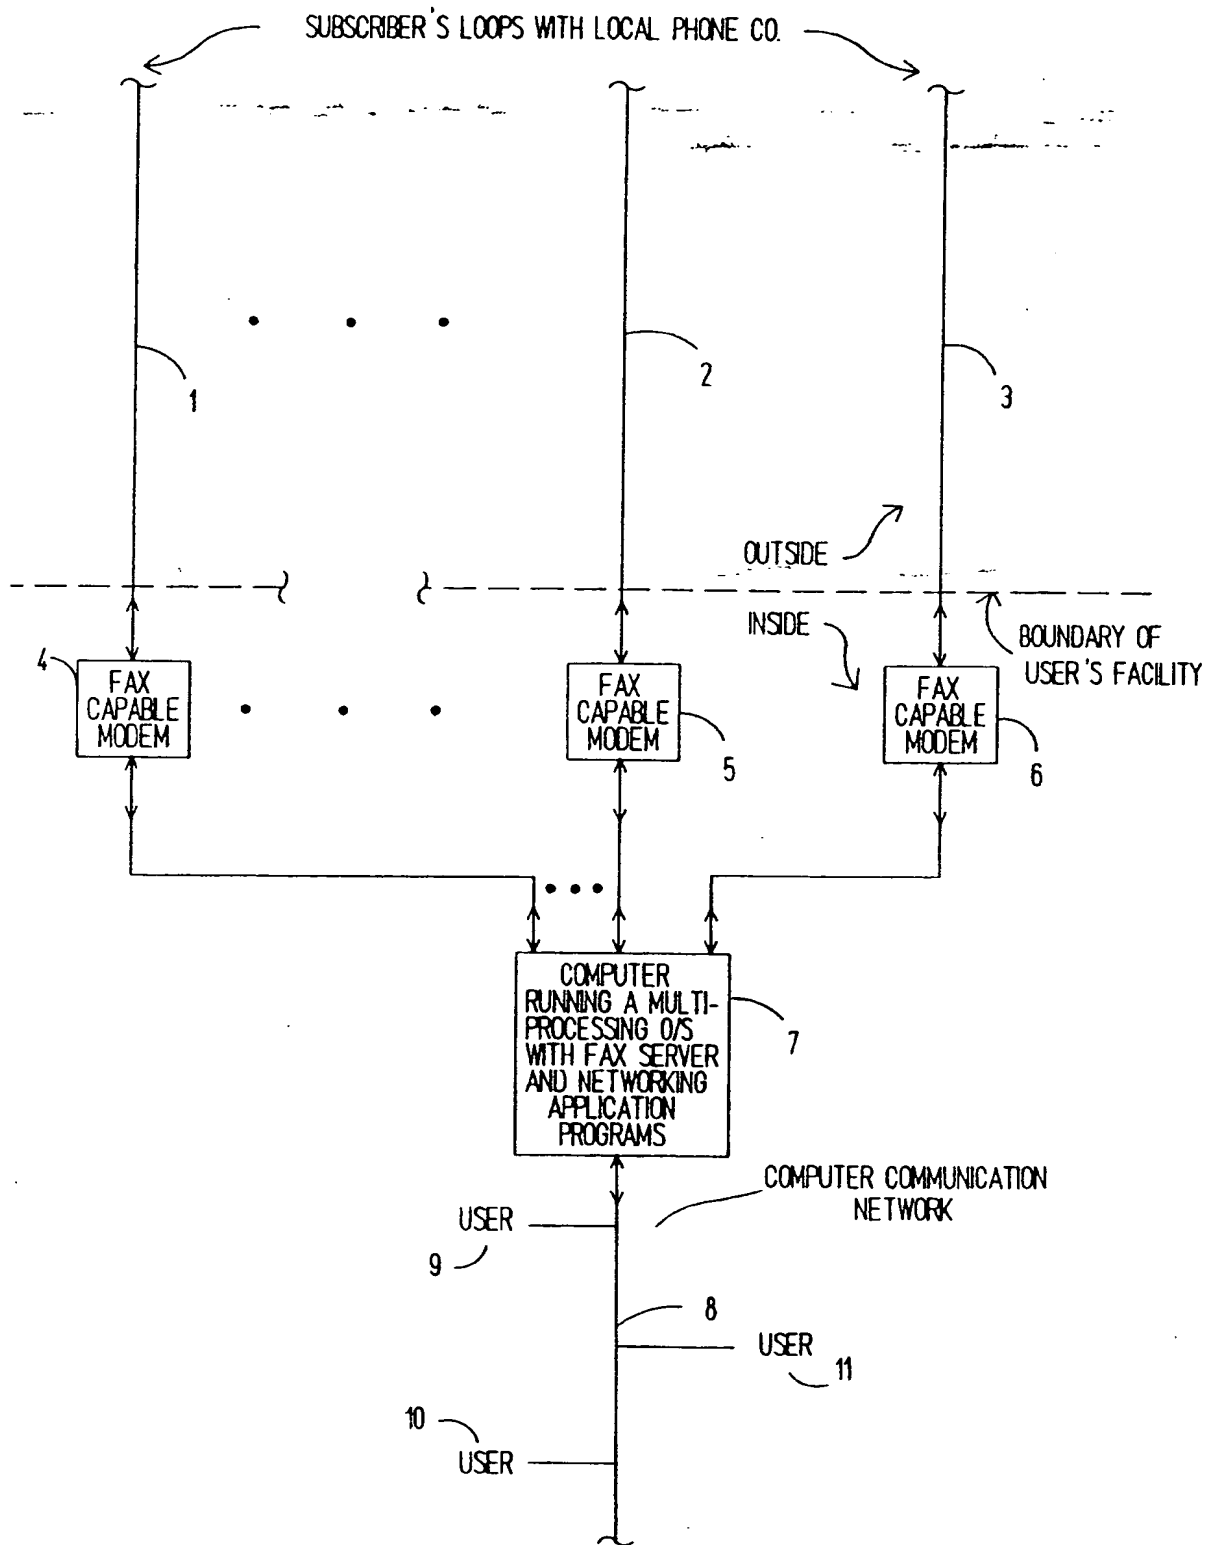 SUBSCRIBER'S LOOPS WITH LOCAL PHONE CO.
1
2
3
OUTSIDE
INSIDE
BOUNDARY OF
USER'S FACILITY
4
FAX
CAPABLE
MODEM
FAX
CAPABLE
MODEM
5
FAX
CAPABLE
MODEM
6
COMPUTER
RUNNING A MULTI-
PROCESSING O/S
WITH FAX SERVER
AND NETWORKING
APPLICATION
PROGRAMS
7
COMPUTER COMMUNICATION
NETWORK
USER
9
8
USER
11
10
USER